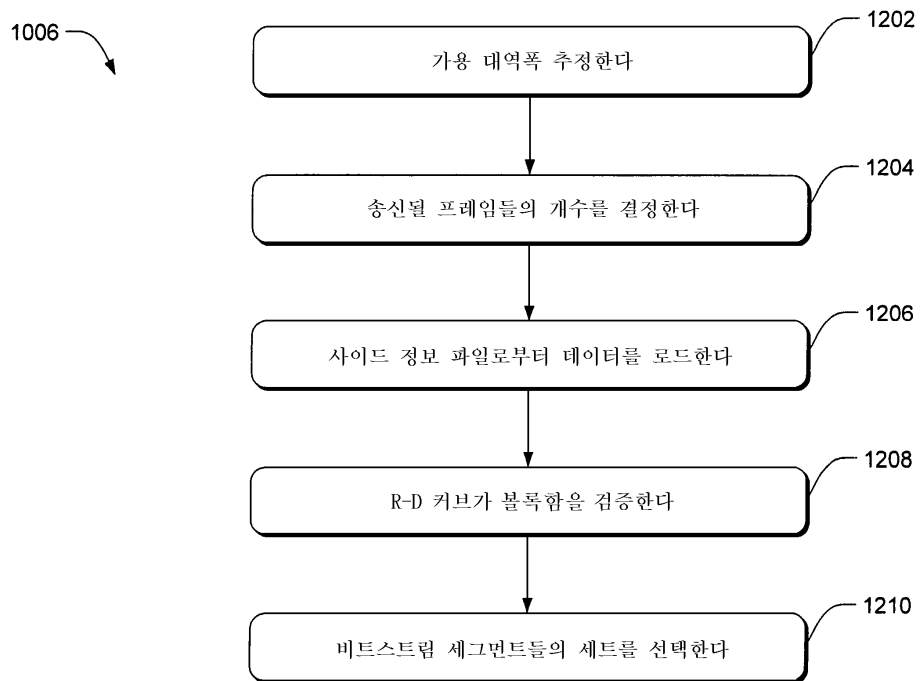 1006
1202
가용 대역폭 추정한다
1204
송신될 프레임들의 개수를 결정한다
1206
사이드 정보 파일로부터 데이터를 로드한다
1208
R-D 커브가 볼록함을 검증한다
1210
비트스트림 세그먼트들의 세트를 선택한다